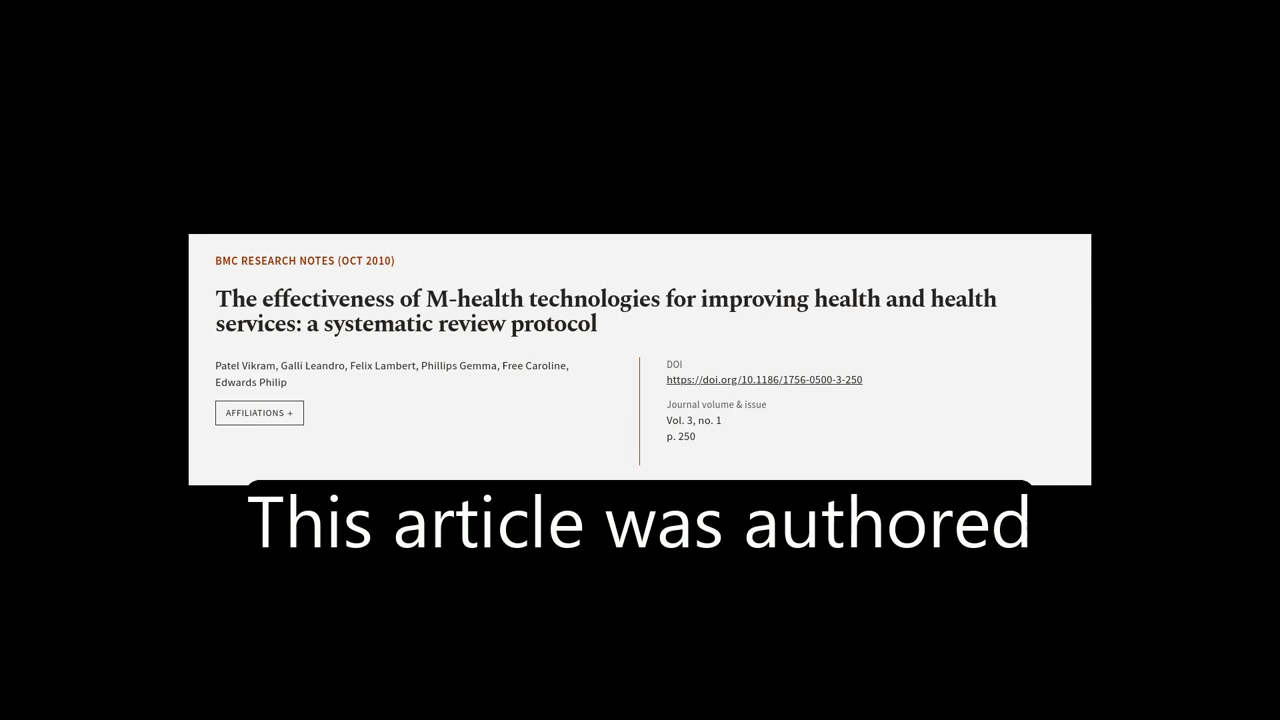 BMC RESEARCH NOTES (OCT 2010)
The effectiveness of M-health technologies for improving health and health
services: a systematic review protocol
Patel Vikram, Galli Leandro, Felix Lambert, Phillips Gemma, Free Caroline,
Edwards Philip
AFFILIATIONS +
DOI
https://doi.org/10.1186/1756-0500-3-250
Journal volume & issue
Vol. 3, no. 1
p. 250
This article was authored